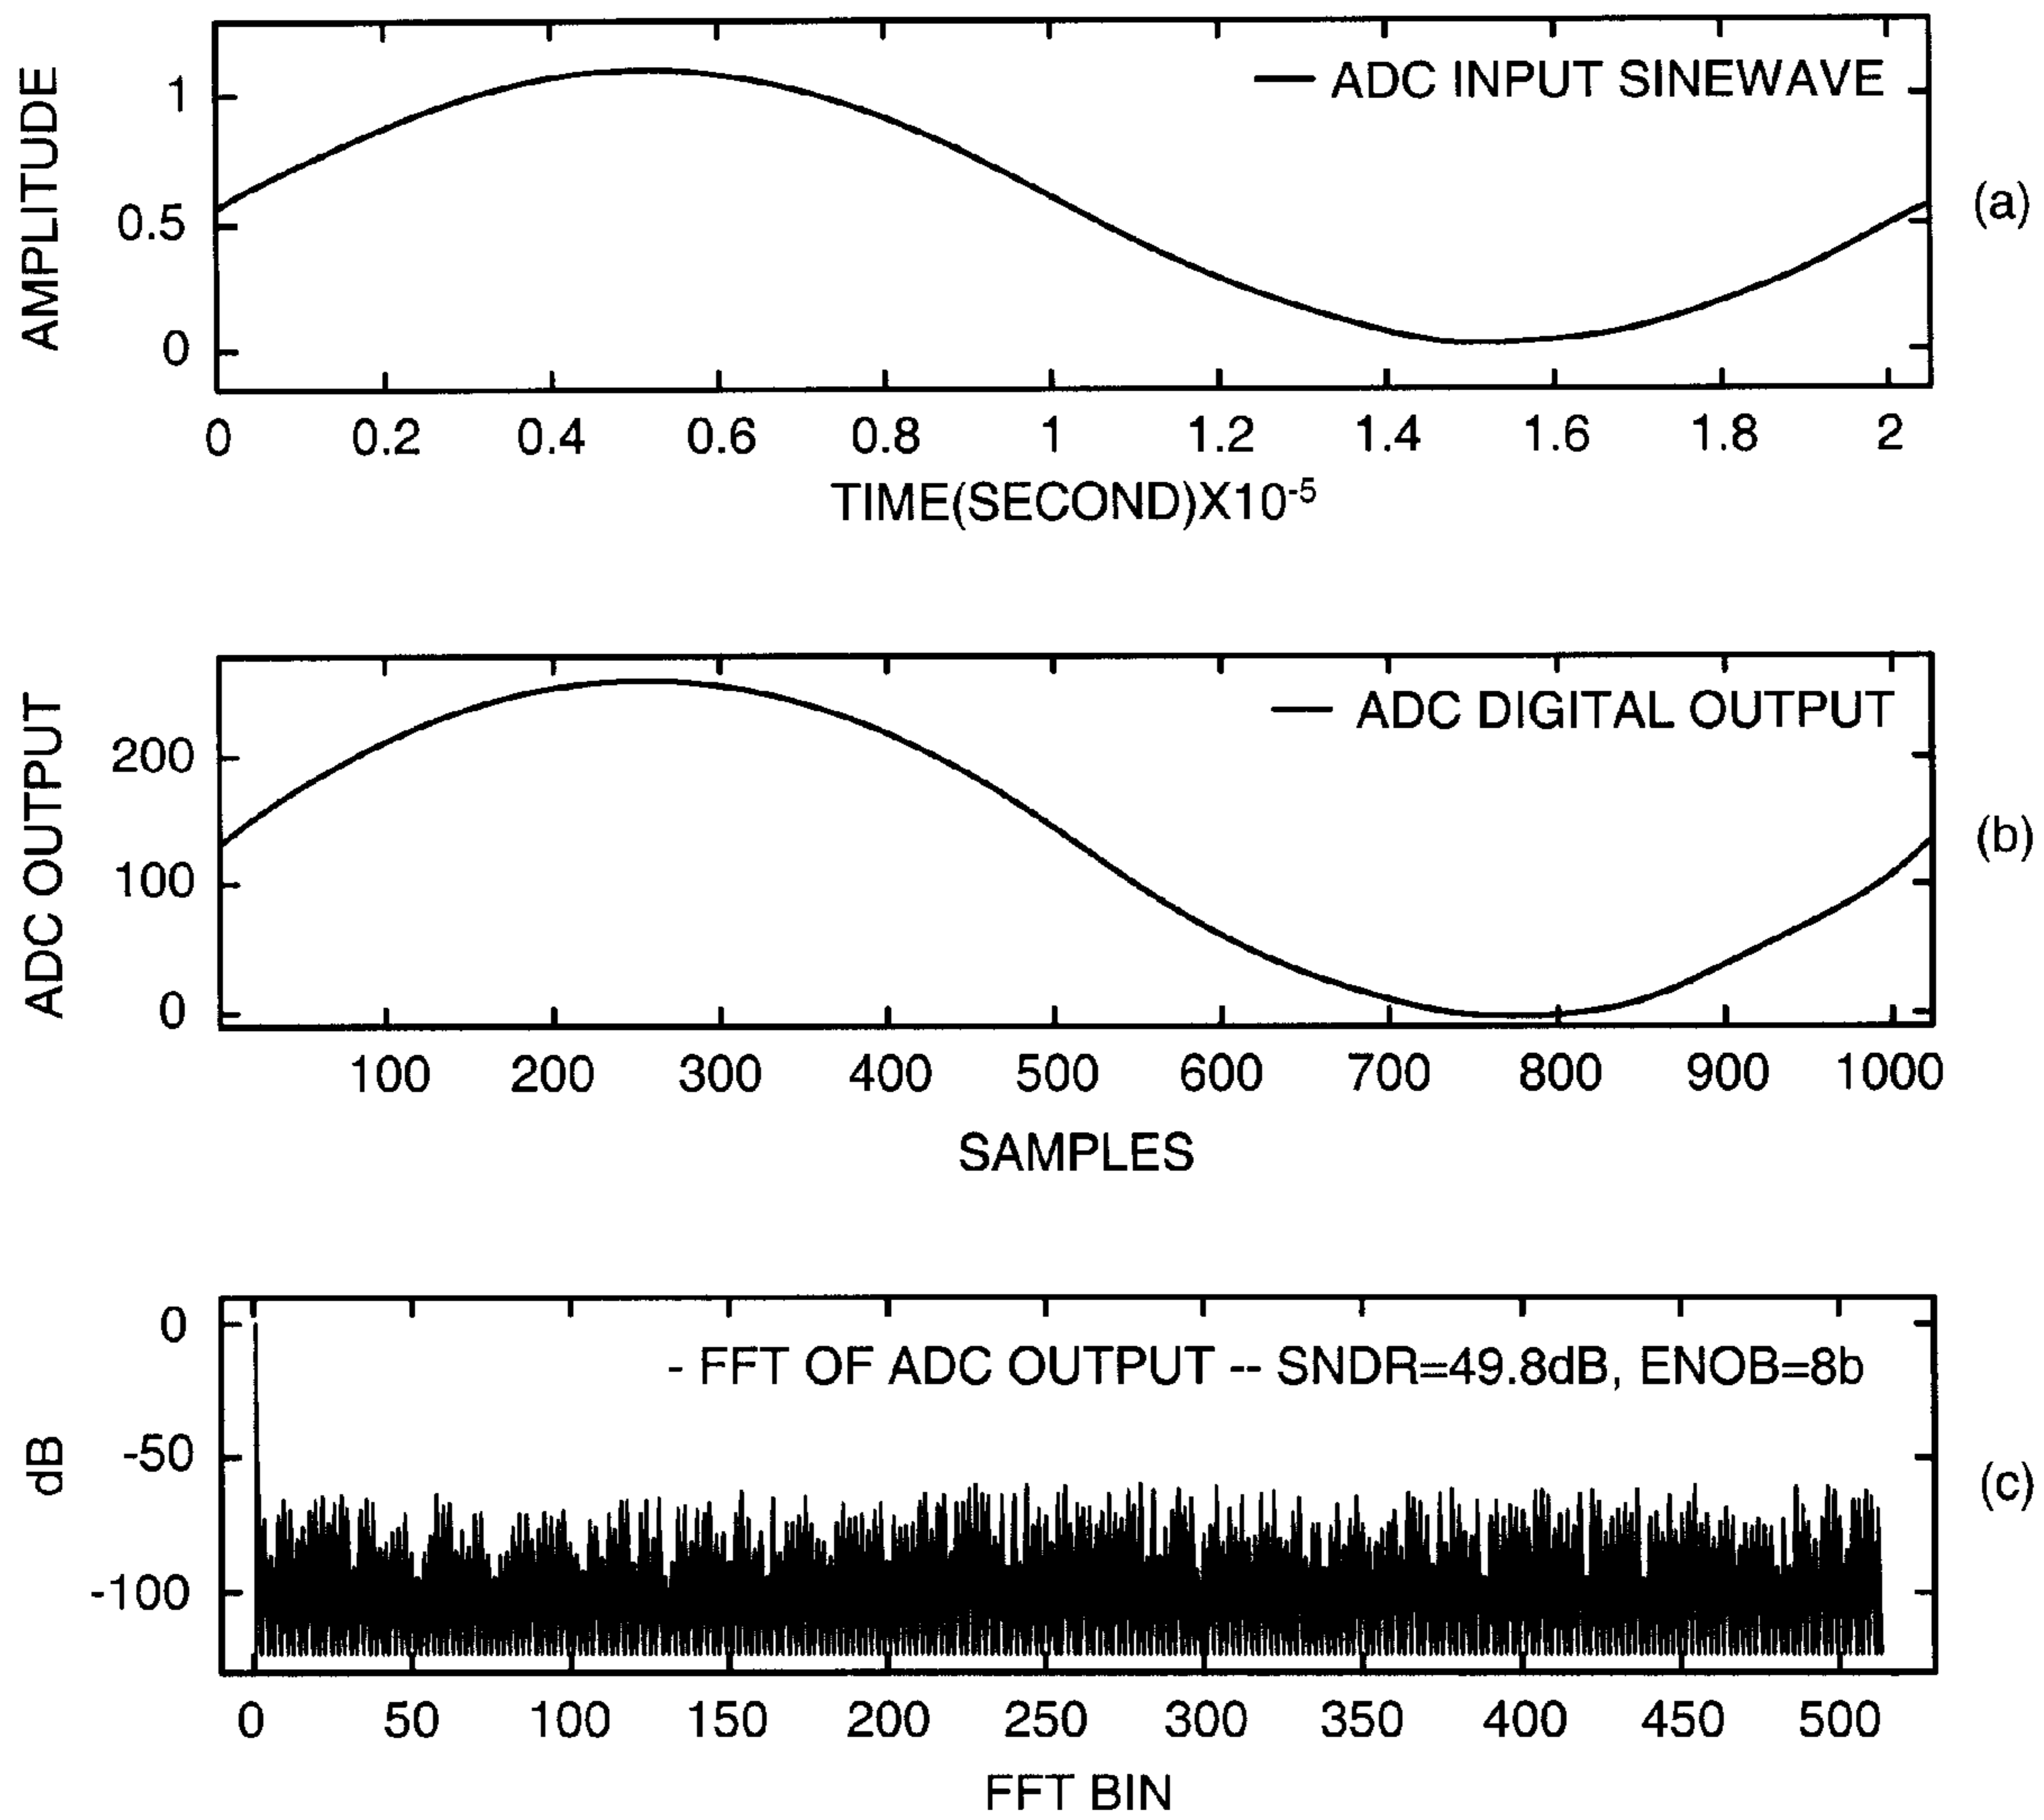 AMPLITUDE
1
0.5
0
— ADC INPUT SINEWAVE
(a)
0 0.2 0.4 0.6 0.8 1 1.2 1.4 1.6 1.8 2
TIME(SECOND)X10-5
ADC OUTPUT
200
100
0
— ADC DIGITAL OUTPUT
(b)
100 200 300 400 500 600 700 800 900 1000
SAMPLES
dB
0
-50
-100
- FFT OF ADC OUTPUT -- SNDR=49.8dB, ENOB=8b
(c)
0 50 100 150 200 250 300 350 400 450 500
FFT BIN